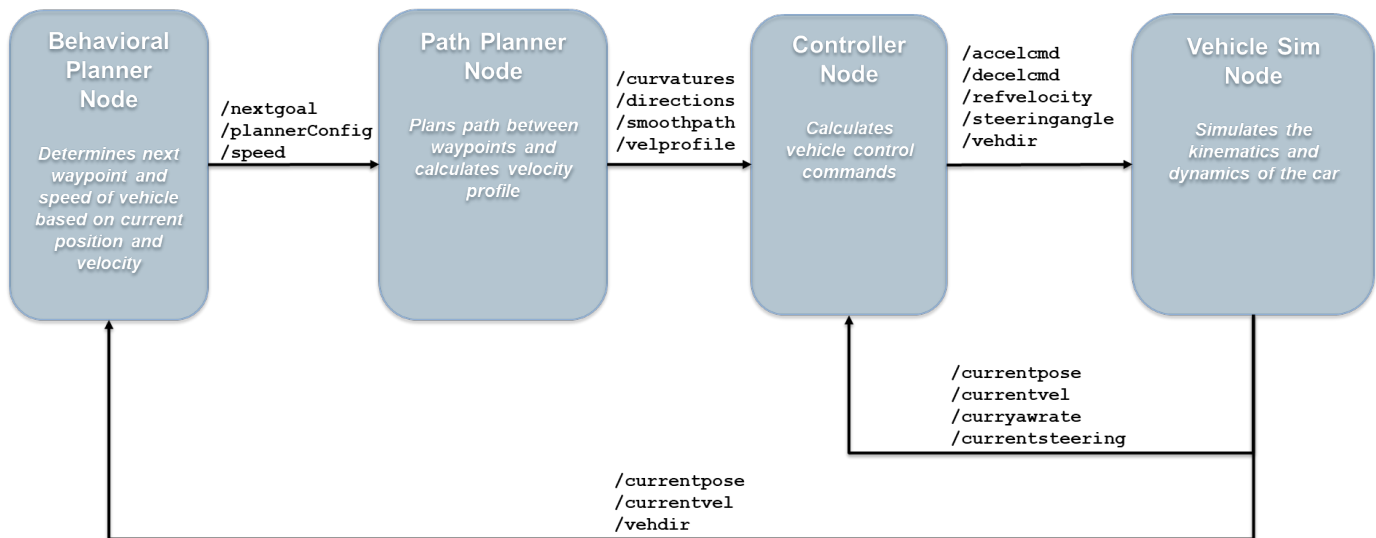 Behavioral
Planner
Node
Determines next
waypoint and
speed of vehicle
based on current
position and
velocity
/nextgoal
/plannerConfig
/speed
Path Planner
Node
Plans path between
waypoints and
calculates velocity
profile
/curvatures
/directions
/smoothpath
/velprofile
Controller
Node
Calculates
vehicle control
commands
/accelcmd
/decelcmd
/refvelocity
/steeringangle
/vehdir
Vehicle Sim
Node
Simulates the
kinematics and
dynamics of the car
/currentpose
/currentvel
/curryawrate
/currentsteering
/currentpose
/currentvel
/vehdir